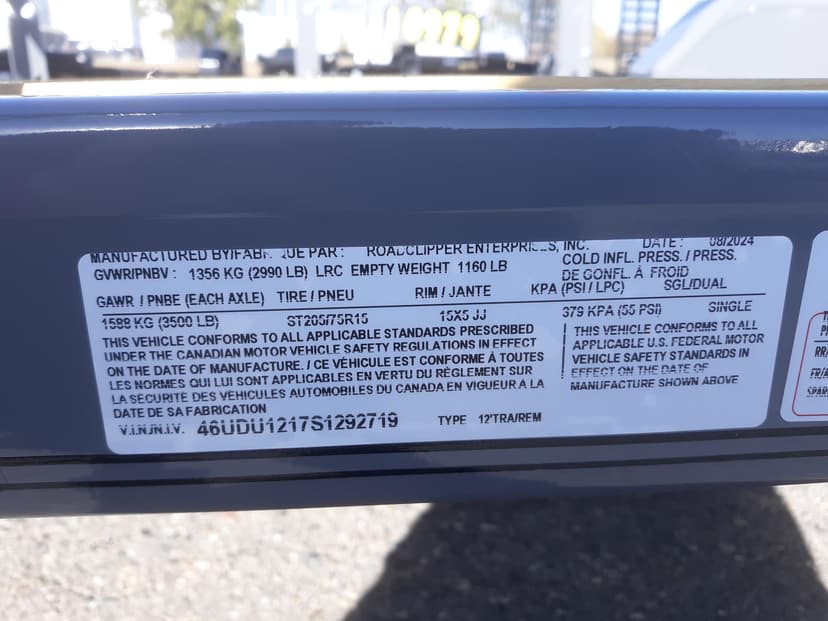 MANUFACTURED BY/FABRIQUE PAR: ROADCLIPPER ENTERPRISES, INC. DATE: 08/2024
GVWR/PNBV: 1356 KG (2990 LB) LRC EMPTY WEIGHT 1160 LB COLD INFL. PRESS. / PRESS.
DE GONFL. À FROID
GAWR / PNBE (EACH AXLE) TIRE / PNEU RIM / JANTE KPA (PSI / LPC) SGL/DUAL
1588 KG (3500 LB) ST205/75R15 15X5 JJ 379 KPA (55 PSI) SINGLE
THIS VEHICLE CONFORMS TO ALL APPLICABLE STANDARDS PRESCRIBED
UNDER THE CANADIAN MOTOR VEHICLE SAFETY REGULATIONS IN EFFECT
ON THE DATE OF MANUFACTURE. / CE VÉHICULE EST CONFORME À TOUTES
LES NORMES QUI LUI SONT APPLICABLES EN VERTU DU RÈGLEMENT SUR
LA SÉCURITÉ DES VÉHICULES AUTOMOBILES DU CANADA EN VIGUEUR À LA
DATE DE SA FABRICATION
THIS VEHICLE CONFORMS TO ALL
APPLICABLE U.S. FEDERAL MOTOR
VEHICLE SAFETY STANDARDS IN
EFFECT ON THE DATE OF
MANUFACTURE SHOWN ABOVE
V.I.N./N.I.V. 46UDU1217S1292719 TYPE 12'TRA/REM